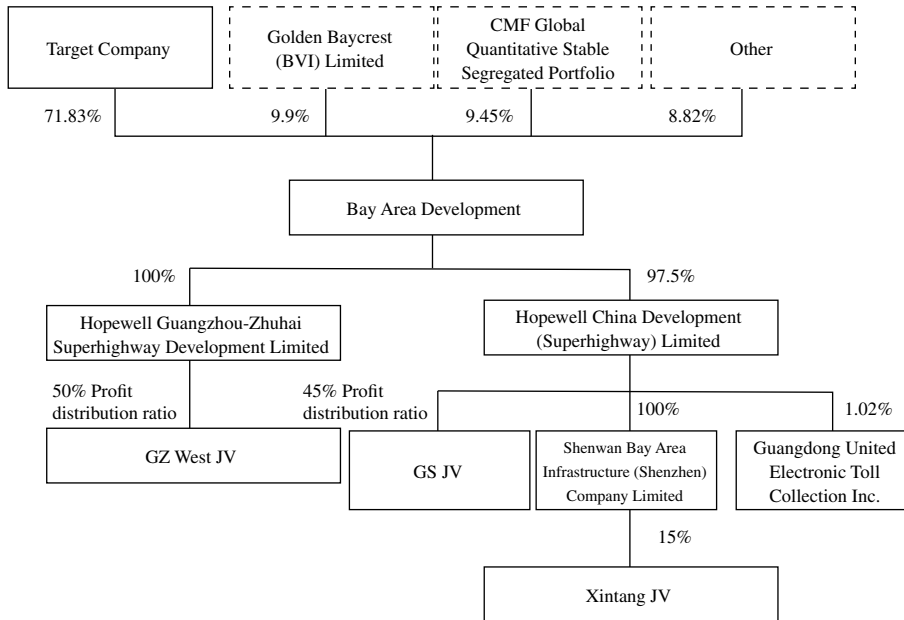 Target Company
Golden Baycrest
(BVI) Limited
CMF Global
Quantitative Stable
Segregated Portfolio
Other
71.83%
9.9%
9.45%
8.82%
Bay Area Development
100%
97.5%
Hopewell Guangzhou-Zhuhai
Superhighway Development Limited
Hopewell China Development
(Superhighway) Limited
50% Profit
distribution ratio
45% Profit
distribution ratio
100%
1.02%
GZ West JV
GS JV
Shenwan Bay Area
Infrastructure (Shenzhen)
Company Limited
Guangdong United
Electronic Toll
Collection Inc.
15%
Xintang JV